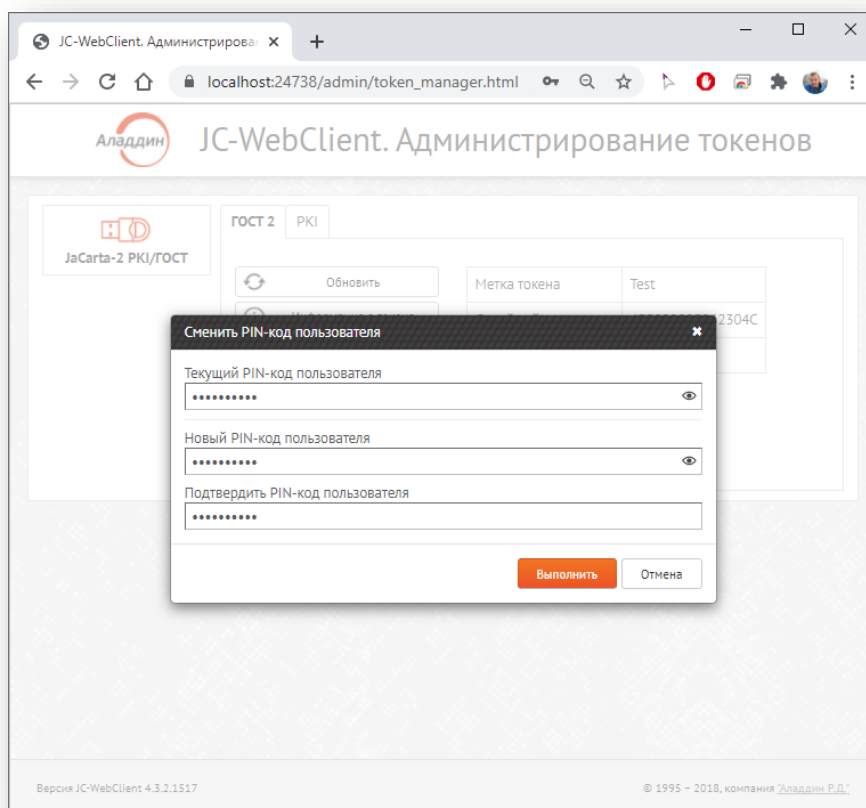 JC-WebClient. Администрирова
localhost:24738/admin/token_manager.html
Аладдин
JC-WebClient. Администрирование токенов
JaCarta-2 PKI/ГОСТ
ГОСТ 2 PKI
Обновить
Метка токена Test
2304C
Сменить PIN-код пользователя
Текущий PIN-код пользователя
••••••••••
Новый PIN-код пользователя
••••••••••
Подтвердить PIN-код пользователя
••••••••••
Выполнить Отмена
Версия JC-WebClient 4.3.2.1517
© 1995 – 2018, компания "Аладдин Р.Д."